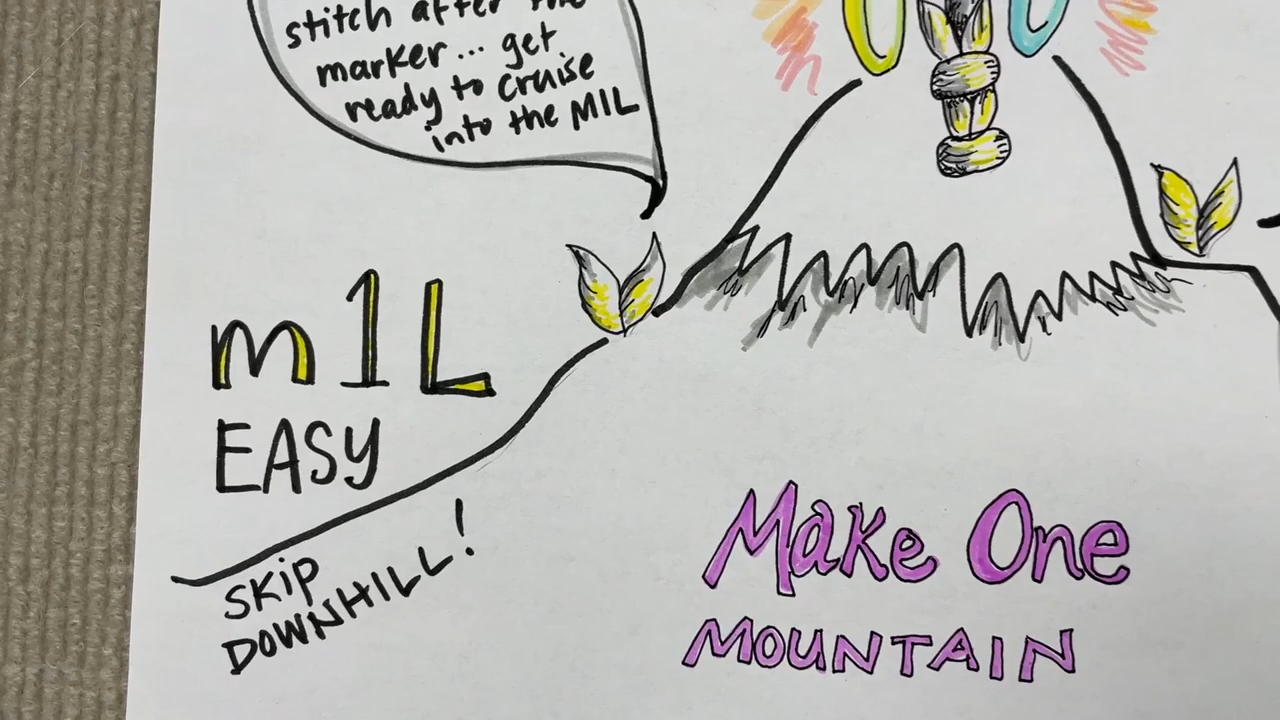 stitch after the
marker... get
ready to cruise
into the M1L
m1L
EASY
SKIP
DOWNHILL!
Make One
MOUNTAIN